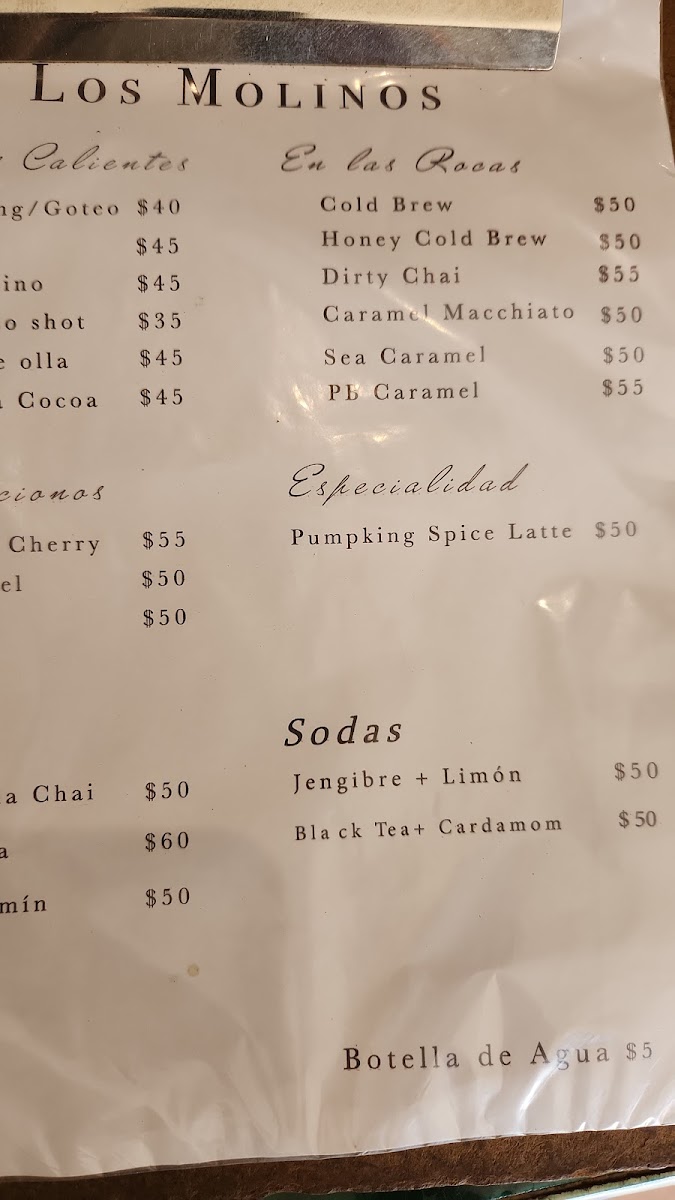 Los Molinos
Calientes
ng/Goteo $40
$45
ino $45
o shot $35
e olla $45
a Cocoa $45
cionos
Cherry $55
el $50
$50
a Chai $50
a $60
mín $50
En las Rocas
Cold Brew $50
Honey Cold Brew $50
Dirty Chai $55
Caramel Macchiato $50
Sea Caramel $50
PB Caramel $55
Especialidad
Pumpking Spice Latte $50
Sodas
Jengibre + Limón $50
Black Tea+ Cardamom $50
Botella de Agua $5